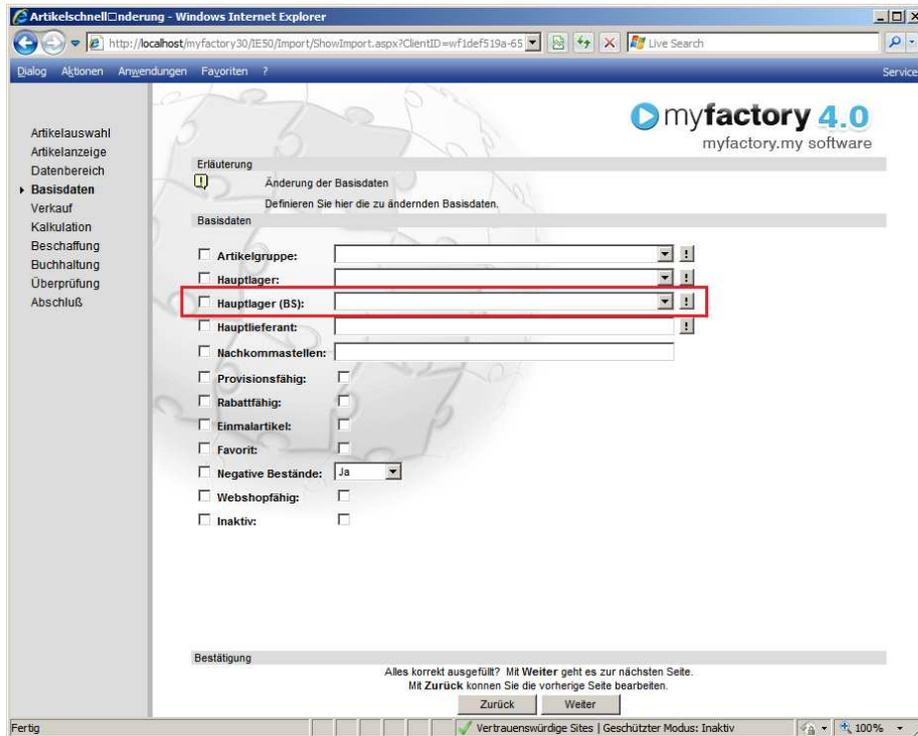 Artikelschnell□nderung - Windows Internet Explorer
http://localhost/myfactory30/IE50/Import/ShowImport.aspx?ClientID=wf1def519a-65
Live Search
Dialog Aktionen Anwendungen Favoriten ? Service
myfactory 4.0
myfactory.my software
Artikelauswahl
Artikelanzeige
Datenbereich
Basisdaten
Verkauf
Kalkulation
Beschaffung
Buchhaltung
Überprüfung
Abschluß
Erläuterung
Änderung der Basisdaten
Definieren Sie hier die zu ändernden Basisdaten.
Basisdaten
Artikelgruppe: !
Hauptlager: !
Hauptlager (BS): !
Hauptlieferant: !
Nachkommastellen:
Provisionsfähig:
Rabattfähig:
Einmalartikel:
Favorit:
Negative Bestände: Ja
Webshopfähig:
Inaktiv:
Bestätigung
Alles korrekt ausgefüllt? Mit Weiter geht es zur nächsten Seite.
Mit Zurück konnen Sie die vorherige Seite bearbeiten.
Zurück Weiter
Fertig Vertrauenswürdige Sites | Geschützter Modus: Inaktiv 100%